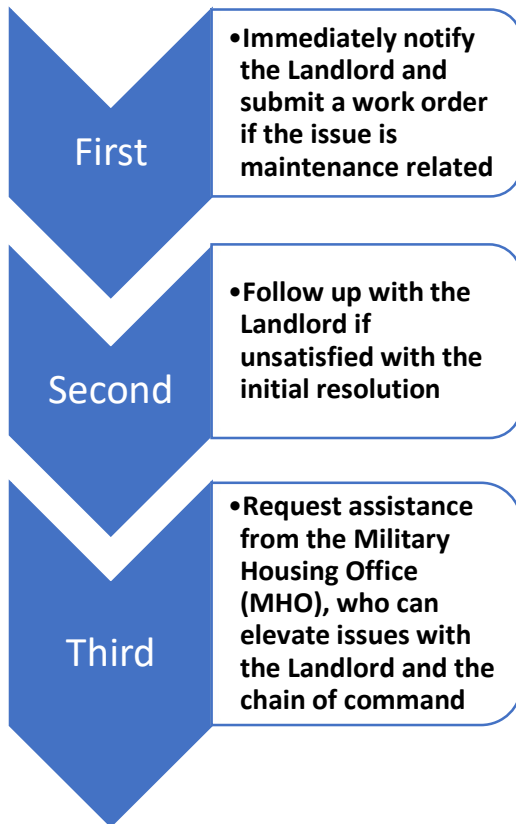 First
•Immediately notify
the Landlord and
submit a work order
if the issue is
maintenance related
Second
•Follow up with the
Landlord if
unsatisfied with the
initial resolution
Third
•Request assistance
from the Military
Housing Office
(MHO), who can
elevate issues with
the Landlord and the
chain of command